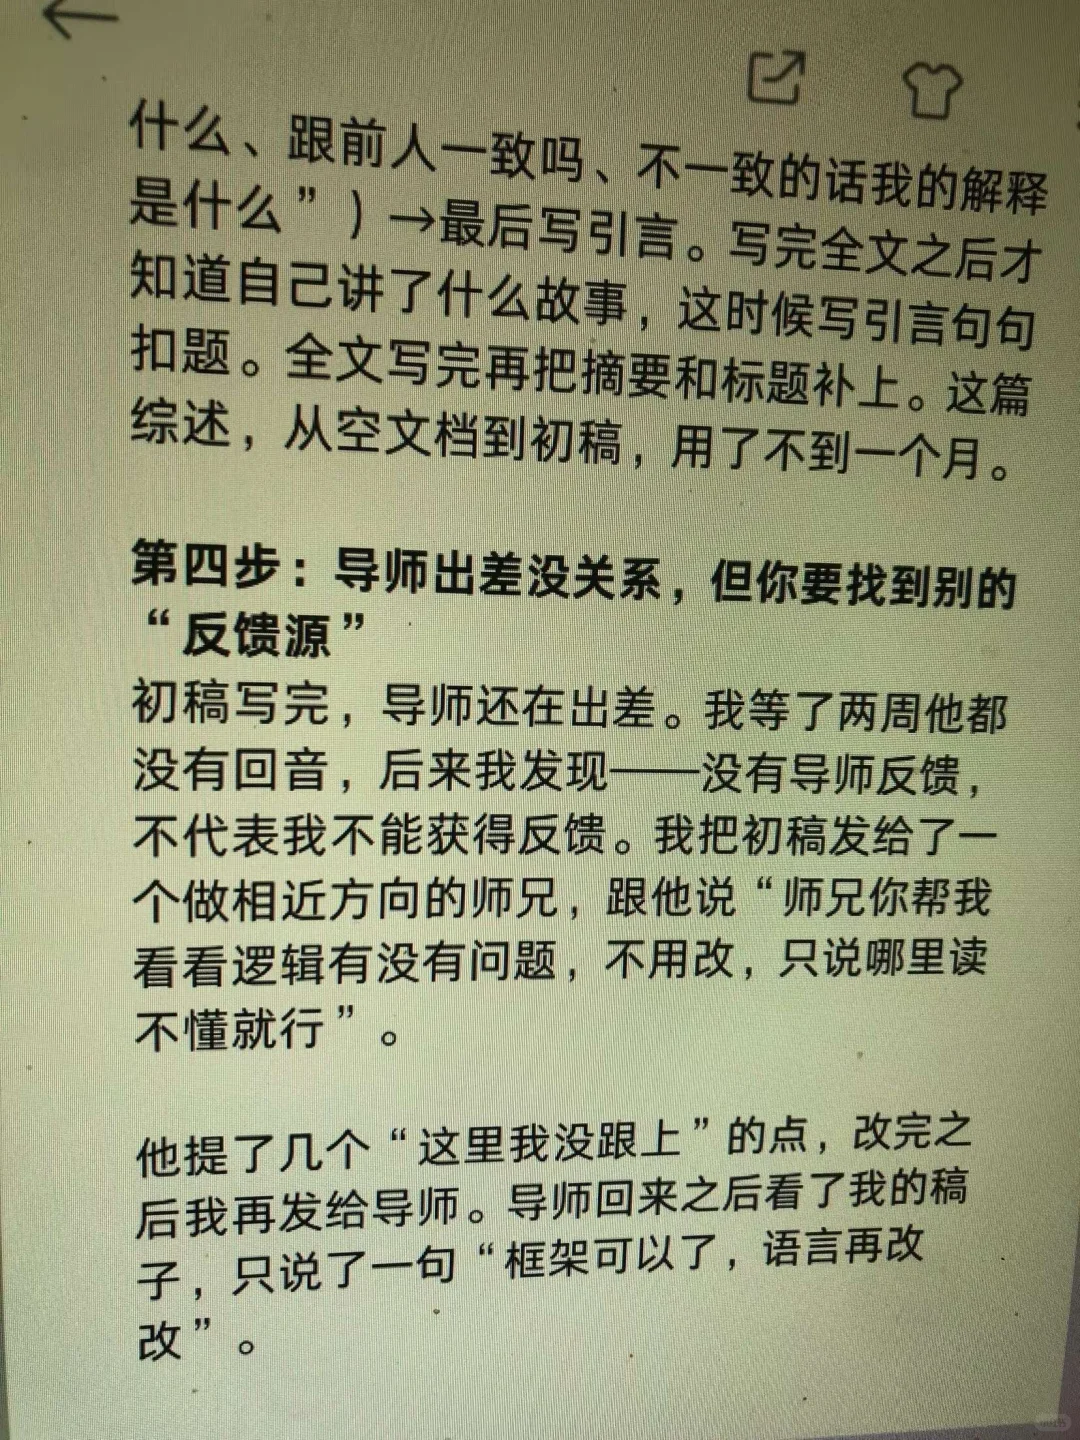 什么、跟前人一致吗、不一致的话我的解释
是什么”）→最后写引言。写完全文之后才
知道自己讲了什么故事，这时候写引言句句
扣题。全文写完再把摘要和标题补上。这篇
综述，从空文档到初稿，用了不到一个月。
第四步：导师出差没关系，但你要找到别的
“反馈源”
初稿写完，导师还在出差。我等了两周他都
没有回音，后来我发现——没有导师反馈，
不代表我不能获得反馈。我把初稿发给了一
个做相近方向的师兄，跟他说“师兄你帮我
看看逻辑有没有问题，不用改，只说哪里读
不懂就行”。
他提了几个“这里我没跟上”的点，改完之
后我再发给导师。导师回来之后看了我的稿
子，只说了一句“框架可以了，语言再改
改”。